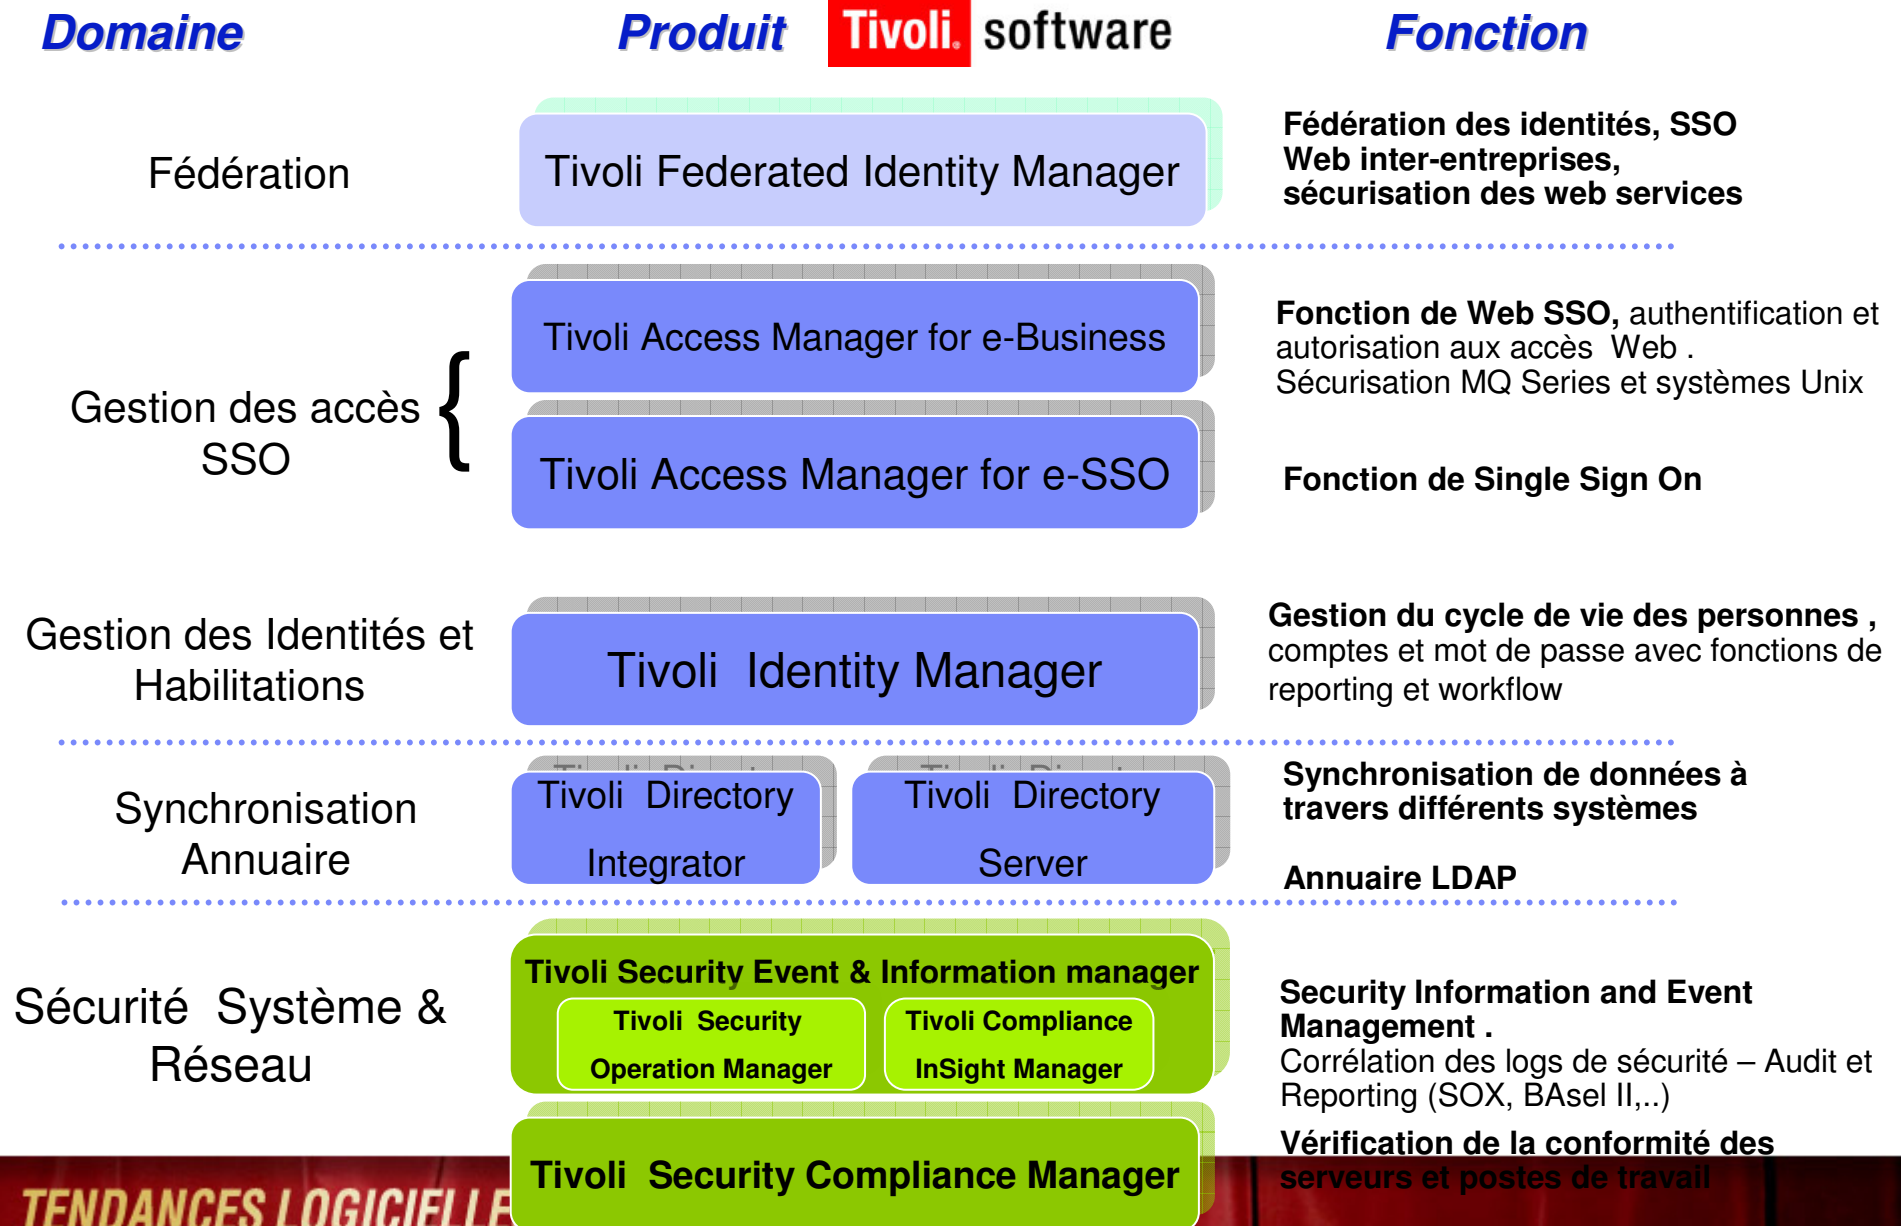 Domaine
Produit
Tivoli. software
Fonction
Fédération
Tivoli Federated Identity Manager
Fédération des identités, SSO
Web inter-entreprises,
sécurisation des web services
Gestion des accès
SSO
{
Tivoli Access Manager for e-Business
Fonction de Web SSO, authentification et
autorisation aux accès Web .
Sécurisation MQ Series et systèmes Unix
Tivoli Access Manager for e-SSO
Fonction de Single Sign On
Gestion des Identités et
Habilitations
Tivoli Identity Manager
Gestion du cycle de vie des personnes ,
comptes et mot de passe avec fonctions de
reporting et workflow
Synchronisation
Annuaire
Tivoli Directory
Integrator
Tivoli Directory
Server
Synchronisation de données à
travers différents systèmes
Annuaire LDAP
Sécurité Système &
Réseau
Tivoli Security Event & Information manager
Tivoli Security
Operation Manager
Tivoli Compliance
InSight Manager
Security Information and Event
Management .
Corrélation des logs de sécurité – Audit et
Reporting (SOX, BAsel II,..)
Tivoli Security Compliance Manager
Vérification de la conformité des
serveurs et postes de travail
TENDANCES LOGICIELLE